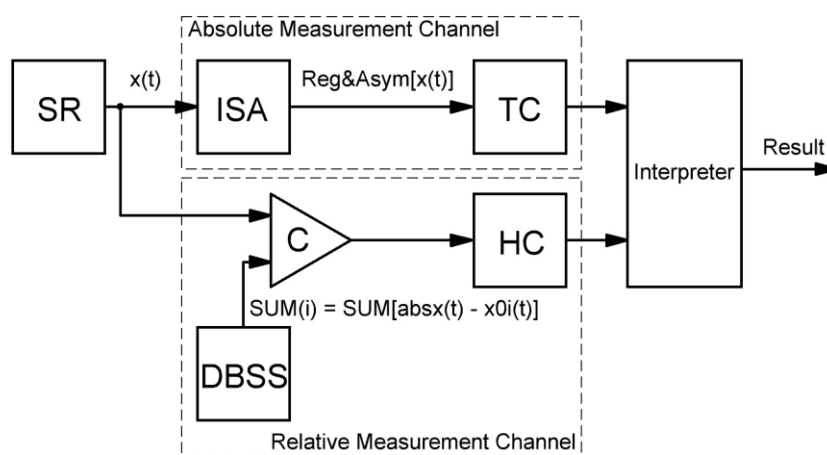 Absolute Measurement Channel
SR
x(t)
ISA
Reg&Asym[x(t)]
TC
Interpreter
Result
C
HC
SUM(i) = SUM[absx(t) - x0i(t)]
DBSS
Relative Measurement Channel